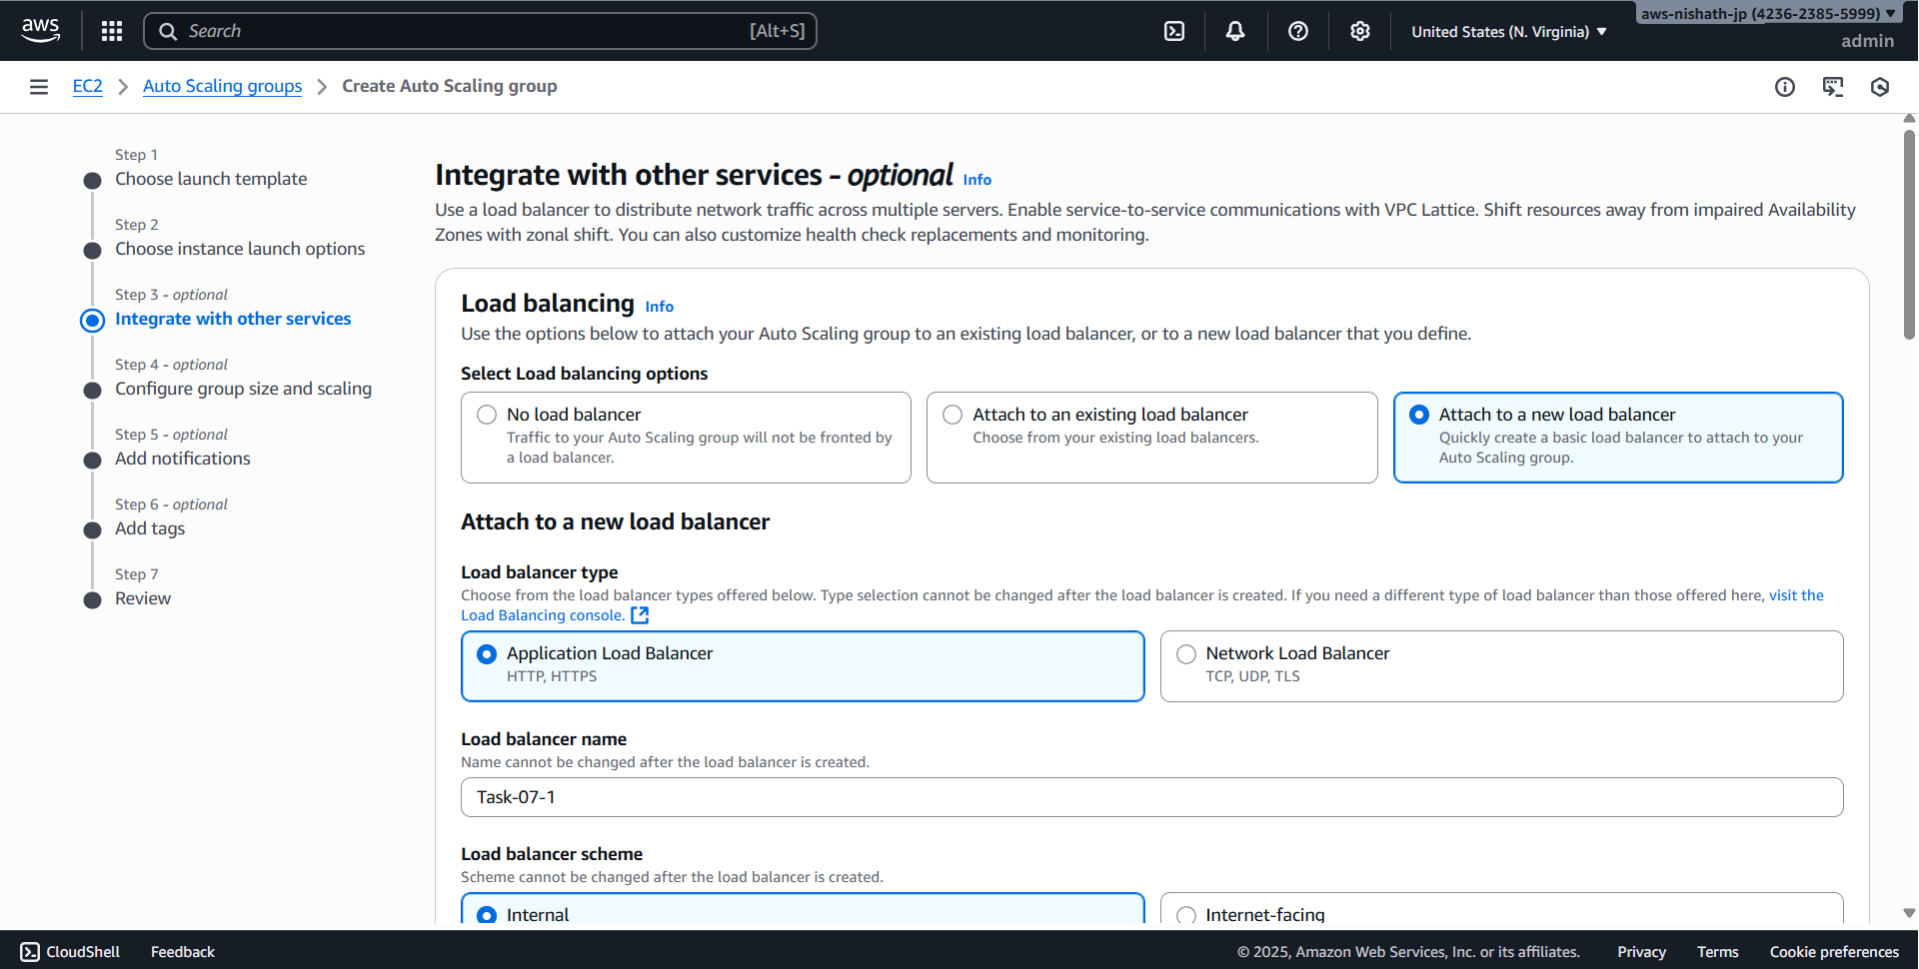 aws
Search
[Alt+S]
United States (N. Virginia) ▼
aws-nishath-jp (4236-2385-5999) ▼
admin
EC2 > Auto Scaling groups > Create Auto Scaling group
Step 1
Choose launch template
Step 2
Choose instance launch options
Step 3 - optional
Integrate with other services
Step 4 - optional
Configure group size and scaling
Step 5 - optional
Add notifications
Step 6 - optional
Add tags
Step 7
Review
Integrate with other services - optional Info
Use a load balancer to distribute network traffic across multiple servers. Enable service-to-service communications with VPC Lattice. Shift resources away from impaired Availability
Zones with zonal shift. You can also customize health check replacements and monitoring.
Load balancing Info
Use the options below to attach your Auto Scaling group to an existing load balancer, or to a new load balancer that you define.
Select Load balancing options
No load balancer
Traffic to your Auto Scaling group will not be fronted by
a load balancer.
Attach to an existing load balancer
Choose from your existing load balancers.
Attach to a new load balancer
Quickly create a basic load balancer to attach to your
Auto Scaling group.
Attach to a new load balancer
Load balancer type
Choose from the load balancer types offered below. Type selection cannot be changed after the load balancer is created. If you need a different type of load balancer than those offered here, visit the
Load Balancing console.
Application Load Balancer
HTTP, HTTPS
Network Load Balancer
TCP, UDP, TLS
Load balancer name
Name cannot be changed after the load balancer is created.
Task-07-1
Load balancer scheme
Scheme cannot be changed after the load balancer is created.
Internal
Internet-facing
CloudShell
Feedback
© 2025, Amazon Web Services, Inc. or its affiliates.
Privacy
Terms
Cookie preferences